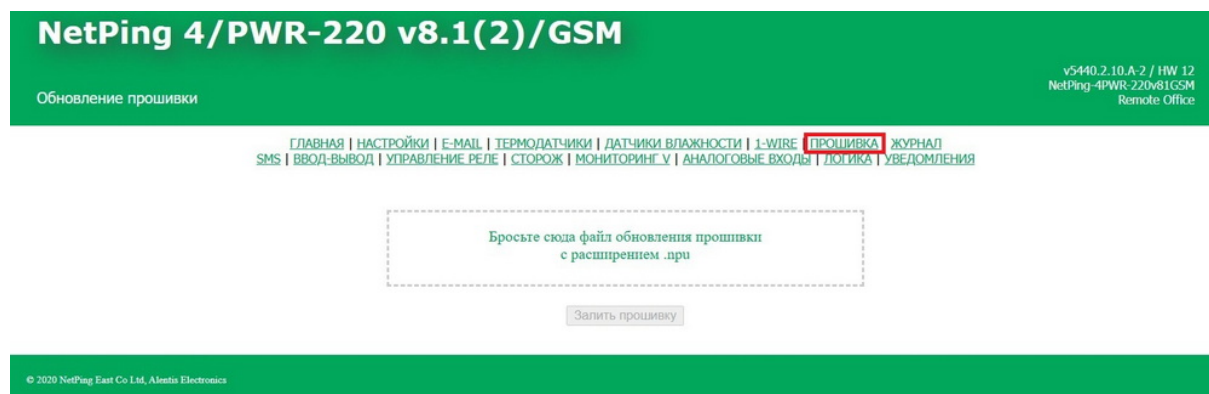 NetPing 4/PWR-220 v8.1(2)/GSM
v5440.2.10.A-2 / HW 12
NetPing-4PWR-220v81GSM
Remote Office
Обновление прошивки
ГЛАВНАЯ | НАСТРОЙКИ | E-MAIL | ТЕРМОДАТЧИКИ | ДАТЧИКИ ВЛАЖНОСТИ | 1-WIRE | ПРОШИВКА | ЖУРНАЛ
SMS | ВВОД-ВЫВОД | УПРАВЛЕНИЕ РЕЛЕ | СТОРОЖ | МОНИТОРИНГ V | АНАЛОГОВЫЕ ВХОДЫ | ЛОГИКА | УВЕДОМЛЕНИЯ
Бросьте сюда файл обновления прошивки
с расширением .npu
Залить прошивку
© 2020 NetPing East Co Ltd, Alentis Electronics